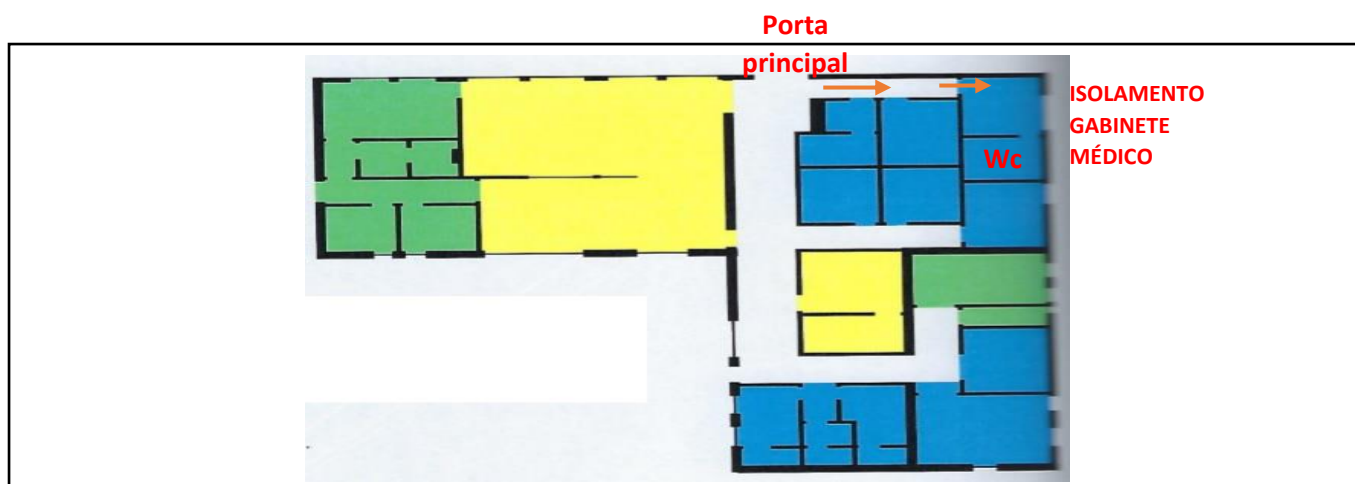 Porta
principal
ISOLAMENTO
GABINETE
MÉDICO
Wc